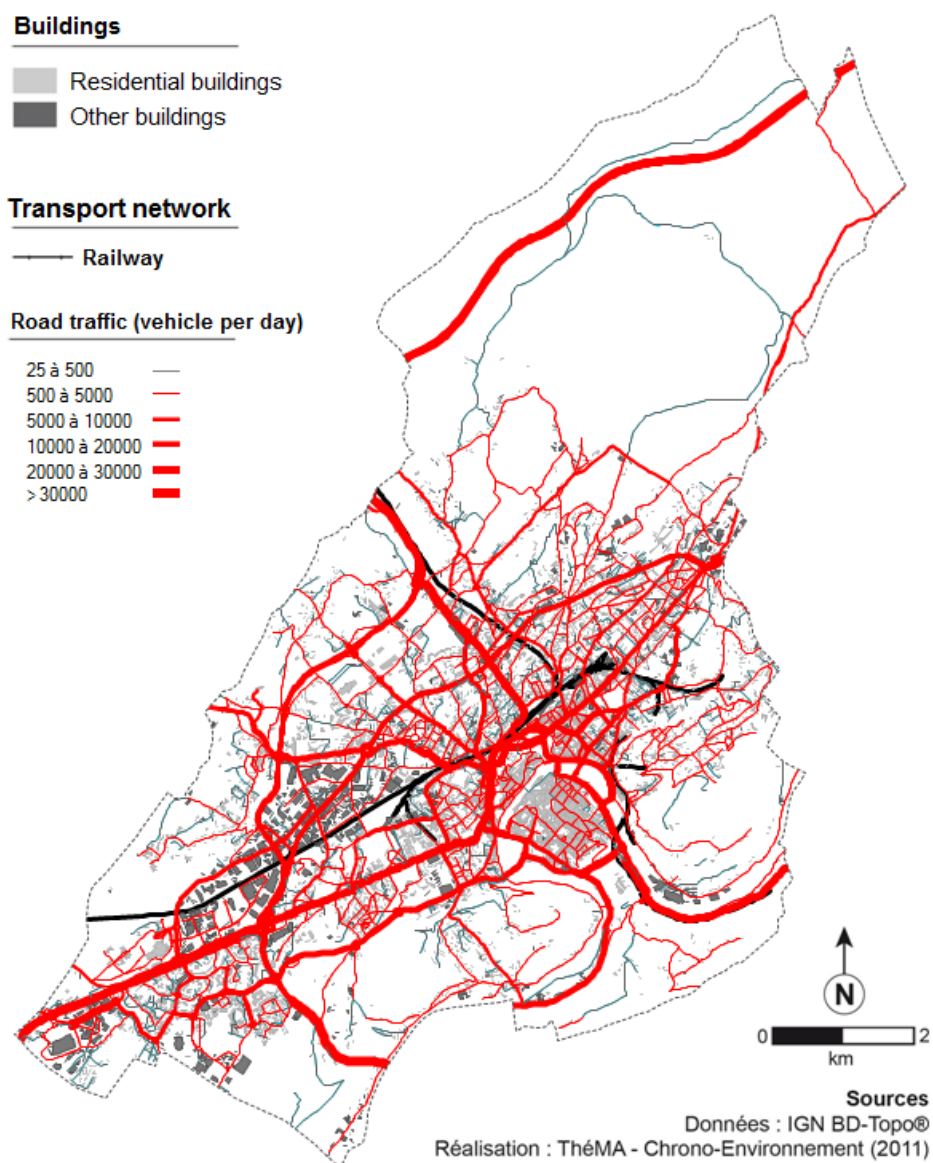 Buildings
Residential buildings
Other buildings
Transport network
Railway
Road traffic (vehicle per day)
25 à 500
500 à 5000
5000 à 10000
10000 à 20000
20000 à 30000
> 30000
N
0 2
km
Sources
Données : IGN BD-Topo®
Réalisation : ThéMA - Chrono-Environnement (2011)